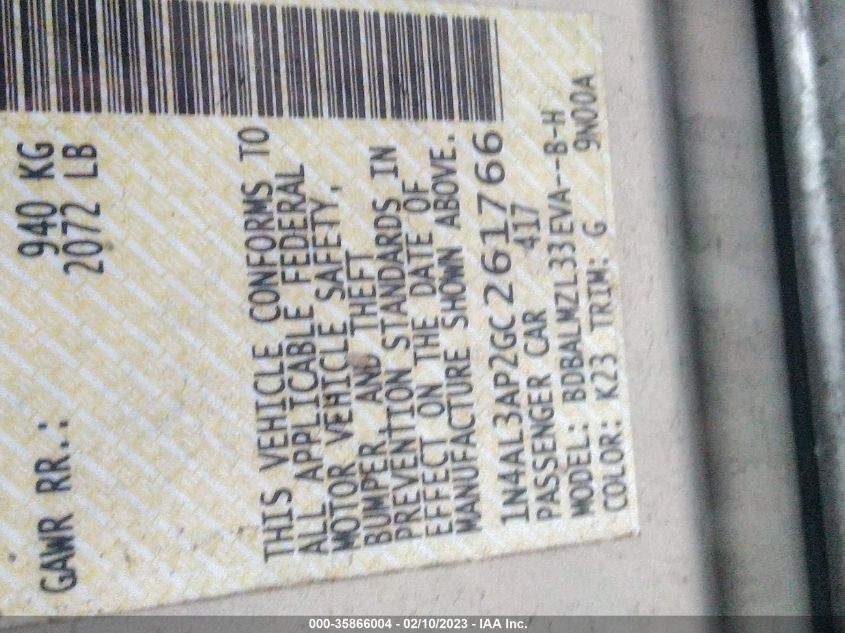 GAWR RR.: 940 KG
2072 LB
THIS VEHICLE CONFORMS TO
ALL APPLICABLE FEDERAL
MOTOR VEHICLE SAFETY,
BUMPER AND THEFT
PREVENTION STANDARDS IN
EFFECT ON THE DATE OF
MANUFACTURE SHOWN ABOVE.
1N4AL3AP2GC261766
PASSENGER CAR 417
MODEL: BDBALMZL33EVA--B-H
COLOR: K23 TRIM: G 9N00A
000-35866004 - 02/10/2023 - IAA Inc.